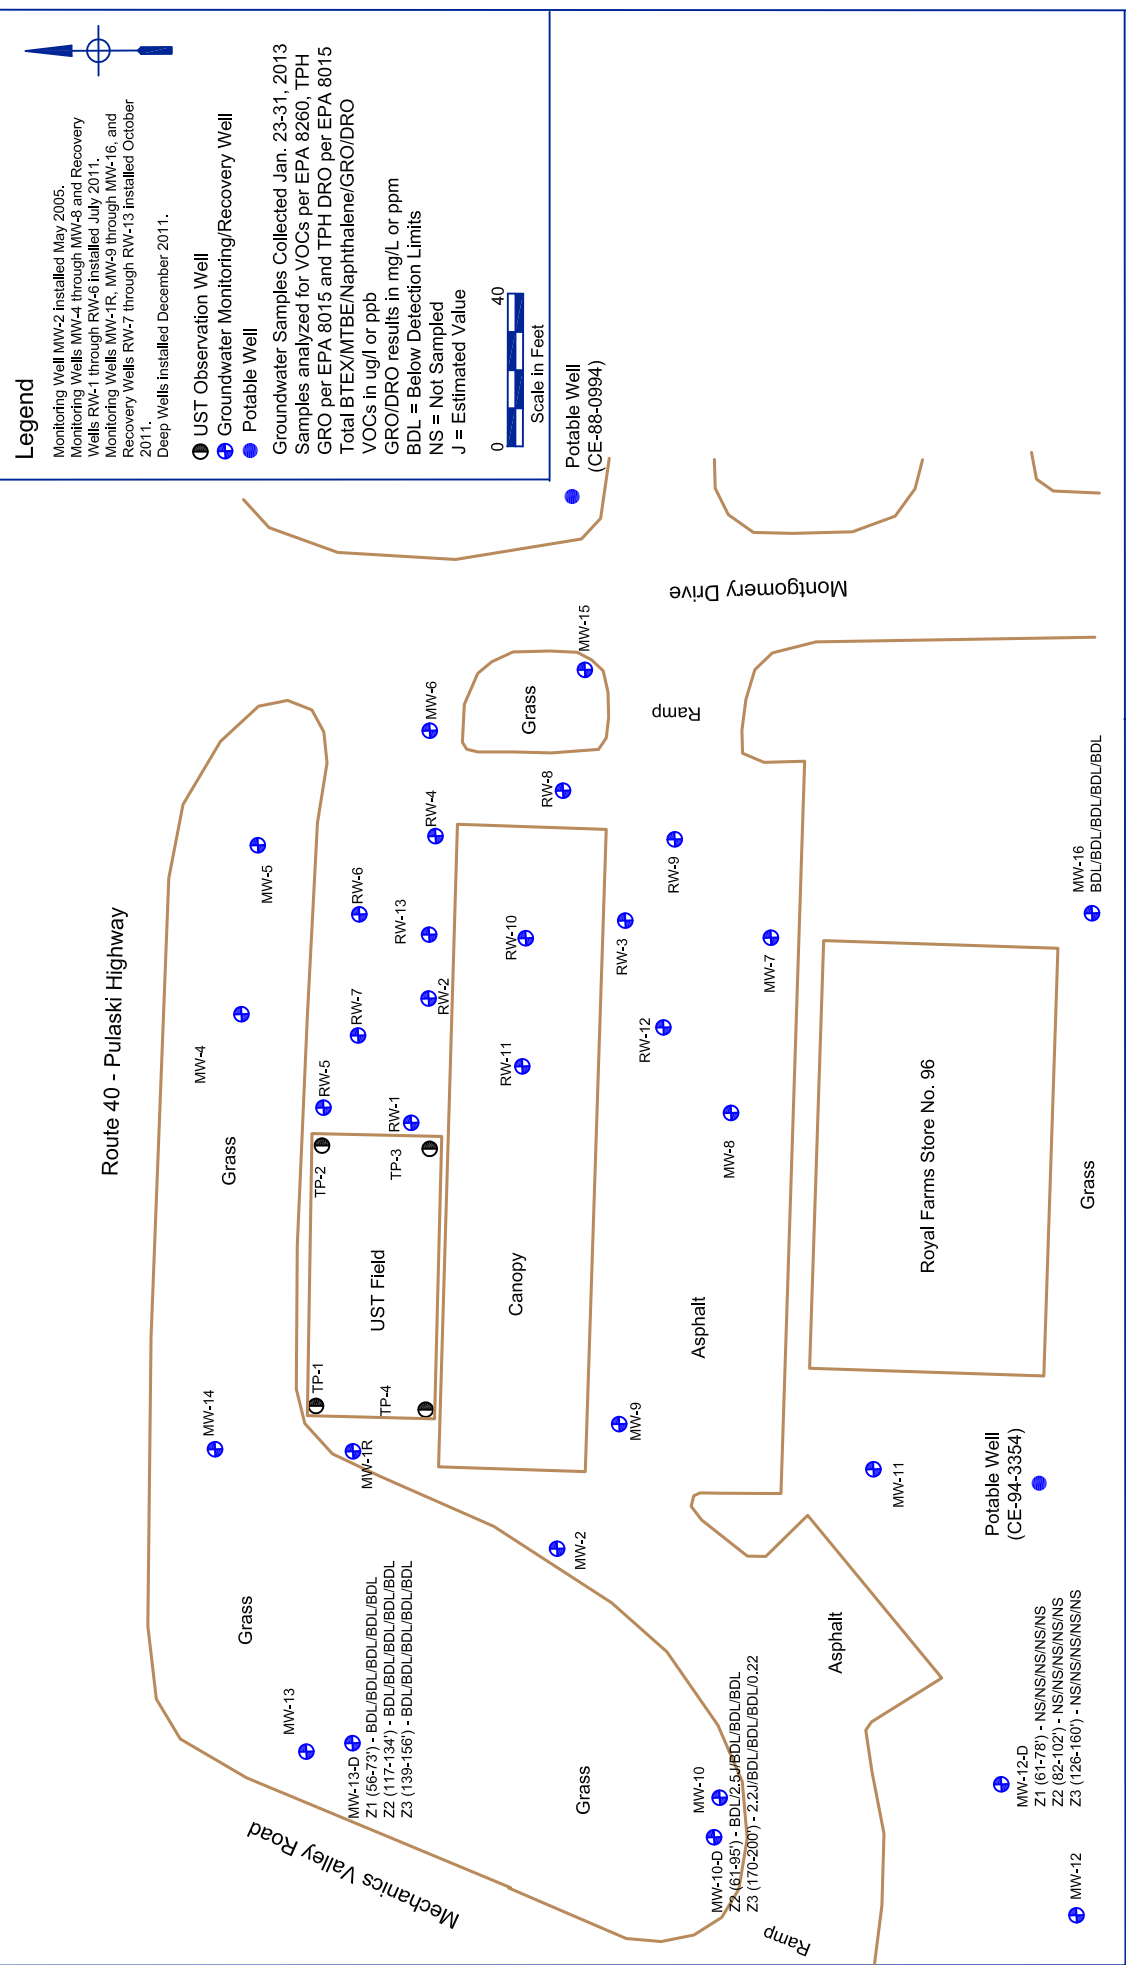 Legend
Monitoring Well MW-2 installed May 2005.
Monitoring Wells MW-4 through MW-8 and Recovery
Wells RW-1 through RW-6 installed July 2011.
Monitoring Wells MW-1R, MW-9 through MW-16, and
Recovery Wells RW-7 through RW-13 installed October
2011.
Deep Wells installed December 2011.
UST Observation Well
Groundwater Monitoring/Recovery Well
Potable Well
Groundwater Samples Collected Jan. 23-31, 2013
Samples analyzed for VOCs per EPA 8260, TPH
GRO per EPA 8015 and TPH DRO per EPA 8015
Total BTEX/MTBE/Naphthalene/GRO/DRO
VOCs in ug/l or ppb
GRO/DRO results in mg/L or ppm
BDL = Below Detection Limits
NS = Not Sampled
J = Estimated Value
0
40
Scale in Feet
Potable Well
(CE-88-0994)
Route 40 - Pulaski Highway
Montgomery Drive
Mechanics Valley Road
MW-4
MW-5
MW-14
Grass
Grass
MW-13
MW-13-D
Z1 (56-73') - BDL/BDL/BDL/BDL/BDL
Z2 (117-134') - BDL/BDL/BDL/BDL/BDL
Z3 (139-156') - BDL/BDL/BDL/BDL/BDL
MW-1R
TP-1
TP-2
TP-3
TP-4
UST Field
RW-5
RW-7
RW-6
RW-1
RW-2
RW-13
RW-4
MW-6
Canopy
RW-11
RW-10
RW-8
Grass
MW-15
Ramp
MW-2
MW-9
RW-3
RW-12
RW-9
MW-8
MW-7
Asphalt
Grass
MW-10
MW-10-D
Z2 (61-95') - BDL/2.5J/BDL/BDL/BDL
Z3 (170-200') - 2.2J/BDL/BDL/BDL/0.22
Ramp
Asphalt
MW-11
Royal Farms Store No. 96
Potable Well
(CE-94-3354)
MW-12-D
Z1 (61-78') - NS/NS/NS/NS/NS
Z2 (82-102') - NS/NS/NS/NS/NS
Z3 (126-160') - NS/NS/NS/NS/NS
MW-12
Grass
MW-16
BDL/BDL/BDL/BDL/BDL